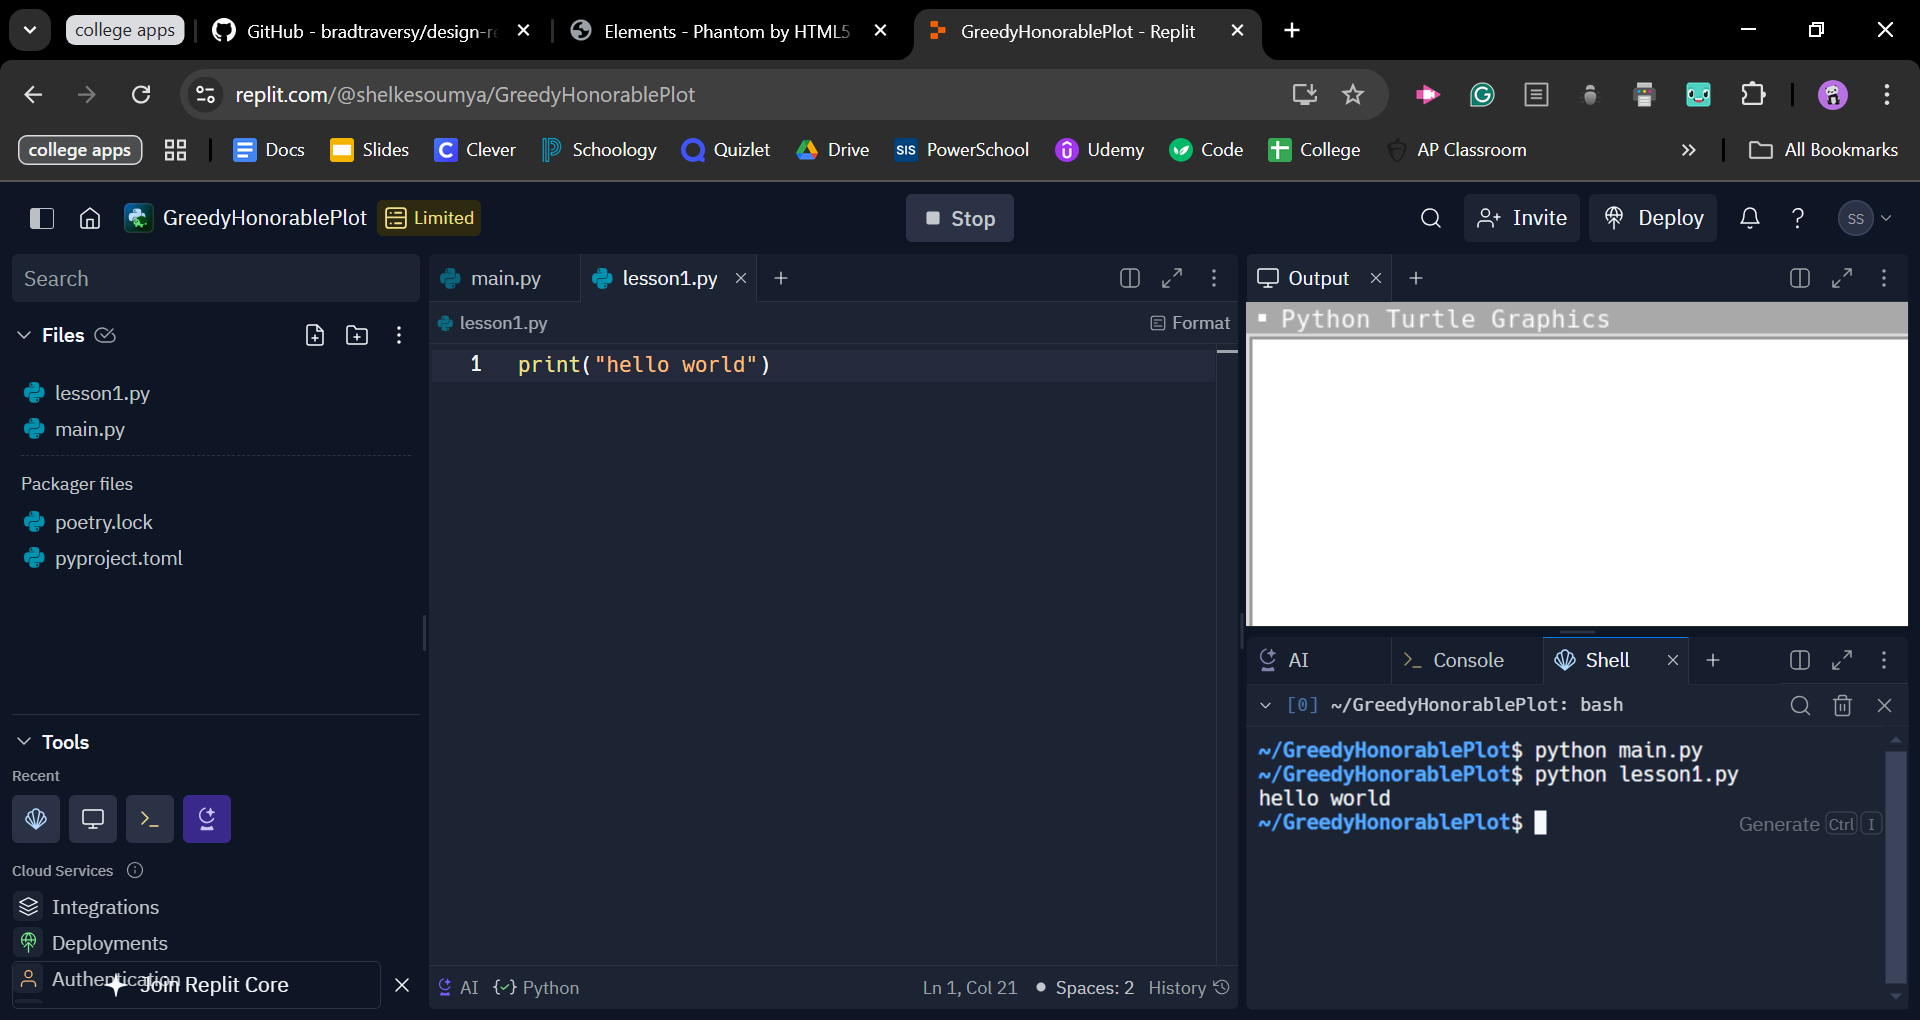 college apps
GitHub - bradtraversy/design-r
Elements - Phantom by HTML5
GreedyHonorablePlot - Replit
replit.com/@shelkesoumya/GreedyHonorablePlot
college apps
Docs
Slides
Clever
Schoology
Quizlet
Drive
SIS PowerSchool
Udemy
Code
College
AP Classroom
All Bookmarks
GreedyHonorablePlot
Limited
Stop
Invite
Deploy
SS
Search
main.py
lesson1.py
Output
Files
lesson1.py
Format
Python Turtle Graphics
1 print("hello world")
lesson1.py
main.py
Packager files
poetry.lock
pyproject.toml
AI
Console
Shell
[0] ~/GreedyHonorablePlot: bash
~/GreedyHonorablePlot$ python main.py
~/GreedyHonorablePlot$ python lesson1.py
hello world
~/GreedyHonorablePlot$
Generate Ctrl I
Tools
Recent
Cloud Services
Integrations
Deployments
Authentication
Join Replit Core
AI
Python
Ln 1, Col 21
Spaces: 2
History